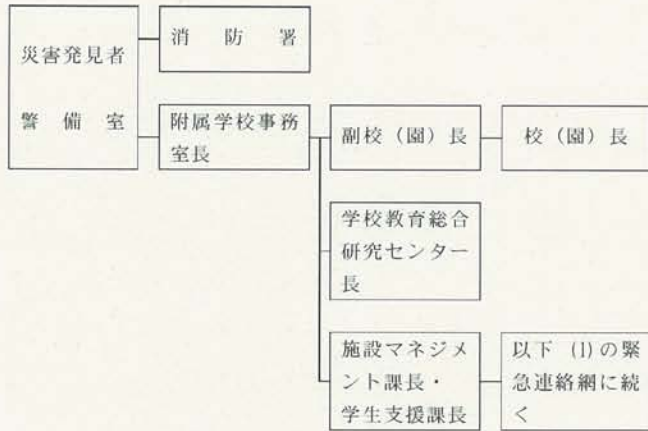 災害発見者
警備室
消防署
附属学校事務
室長
副校（園）長
校（園）長
学校教育総合
研究センター
長
施設マネジメ
ント課長・
学生支援課長
以下 (1)の緊
急連絡網に続
く